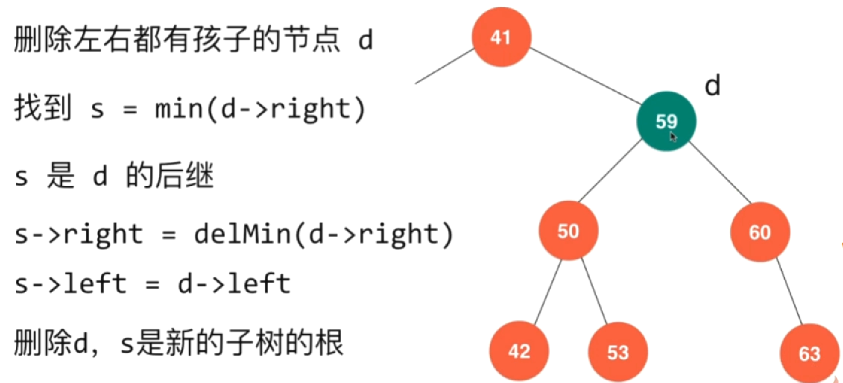 删除左右都有孩子的节点 d
找到 s = min(d->right)
s 是 d 的后继
s->right = delMin(d->right)
s->left = d->left
删除d，s是新的子树的根
41
d
59
50
60
42
53
63